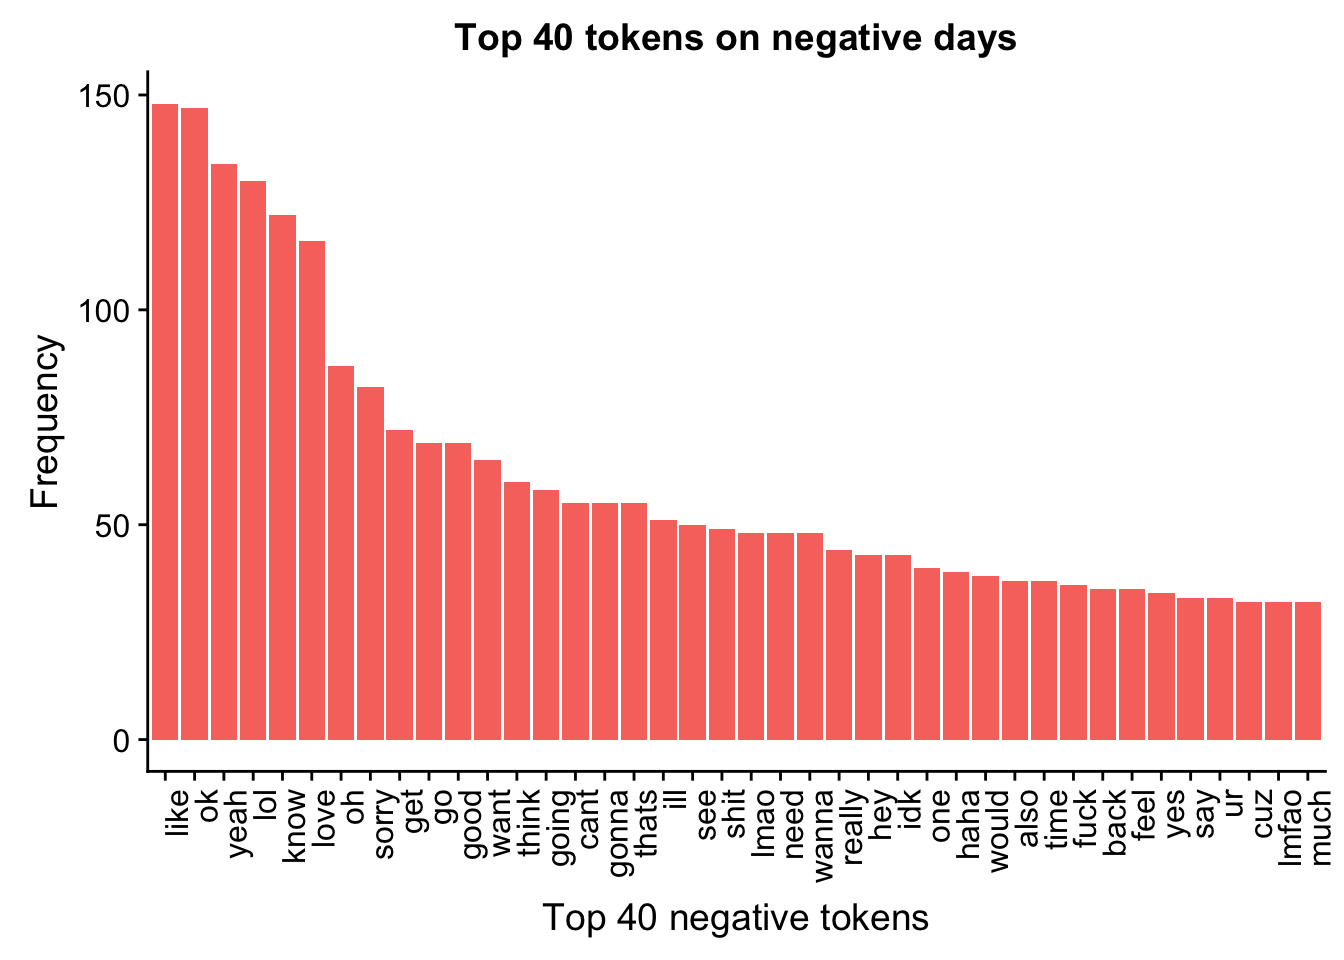 Top 40 tokens on negative days
150
100
50
0
Frequency
like
ok
yeah
lol
know
love
oh
sorry
get
go
good
want
think
going
cant
gonna
thats
ill
see
shit
lmao
need
wanna
really
hey
idk
one
haha
would
also
time
fuck
back
feel
yes
say
ur
cuz
lmfao
much
Top 40 negative tokens